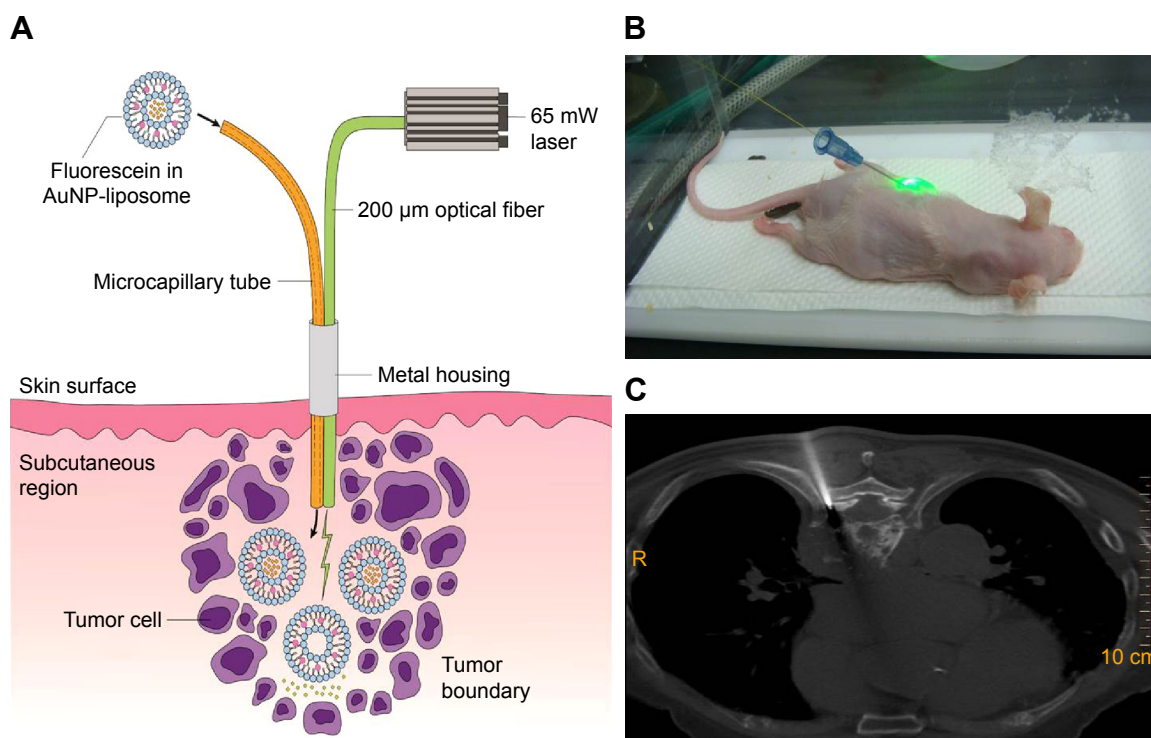 A
Fluorescein in
AuNP-liposome
65 mW
laser
200 µm optical fiber
Microcapillary tube
Metal housing
Skin surface
Subcutaneous
region
Tumor cell
Tumor
boundary
B
C
R
10 cm